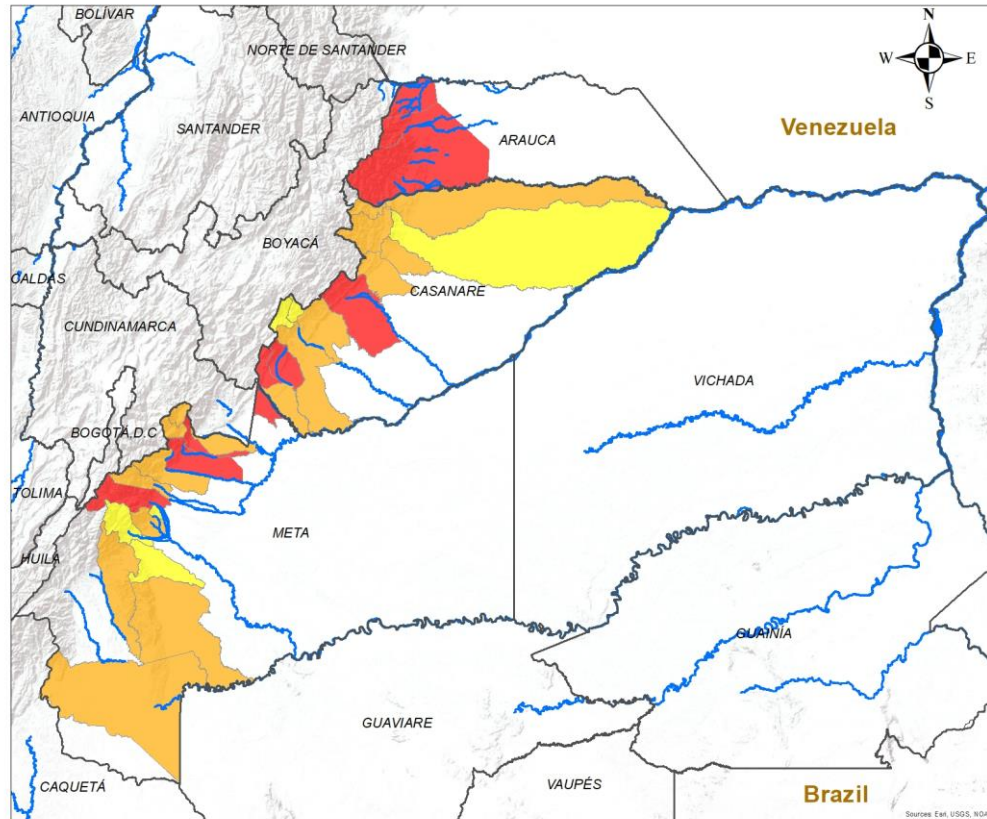 BOLÍVAR
N
NORTE DE SANTANDER
W
E
S
ANTIOQUIA
SANTANDER
ARAUCA
Venezuela
BOYACÁ
CALDAS
CASANARE
CUNDINAMARCA
VICHADA
BOGOTÁ D.C
TOLIMA
META
HUILA
GUAINÍA
GUAVIARE
CAQUETÁ
VAUPÉS
Brazil
Sources: Esri, USGS, NOA